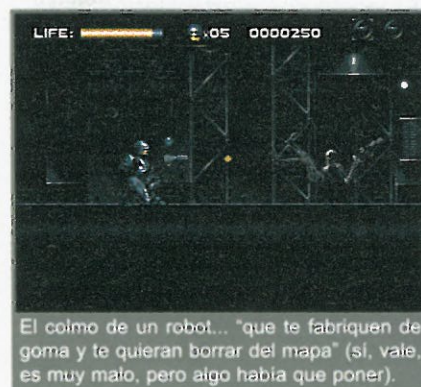 LIFE: x05 0000250
El colmo de un robot... "que te fabriquen de
goma y te quieran borrar del mapa" (sí, vale,
es muy malo, pero algo había que poner).